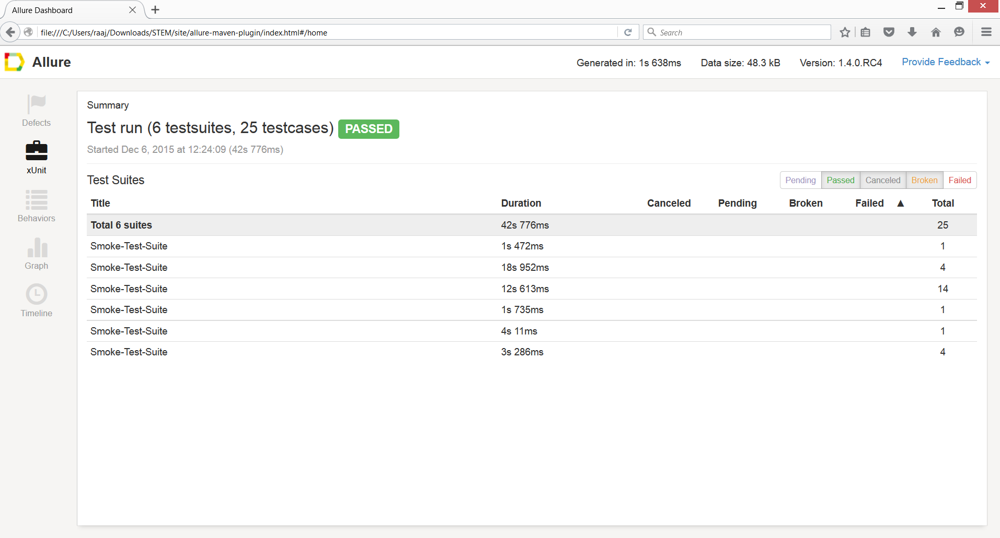 Allure Dashboard
file:///C:/Users/raaj/Downloads/STEM/site/allure-maven-plugin/index.html#/home
Search
Allure
Generated in: 1s 638ms
Data size: 48.3 kB
Version: 1.4.0.RC4
Provide Feedback
Defects
xUnit
Behaviors
Graph
Timeline
Summary
Test run (6 testsuites, 25 testcases) PASSED
Started Dec 6, 2015 at 12:24:09 (42s 776ms)
Test Suites
Pending Passed Canceled Broken Failed
Title Duration Canceled Pending Broken Failed ▲ Total
Total 6 suites 42s 776ms 25
Smoke-Test-Suite 1s 472ms 1
Smoke-Test-Suite 18s 952ms 4
Smoke-Test-Suite 12s 613ms 14
Smoke-Test-Suite 1s 735ms 1
Smoke-Test-Suite 4s 11ms 1
Smoke-Test-Suite 3s 286ms 4